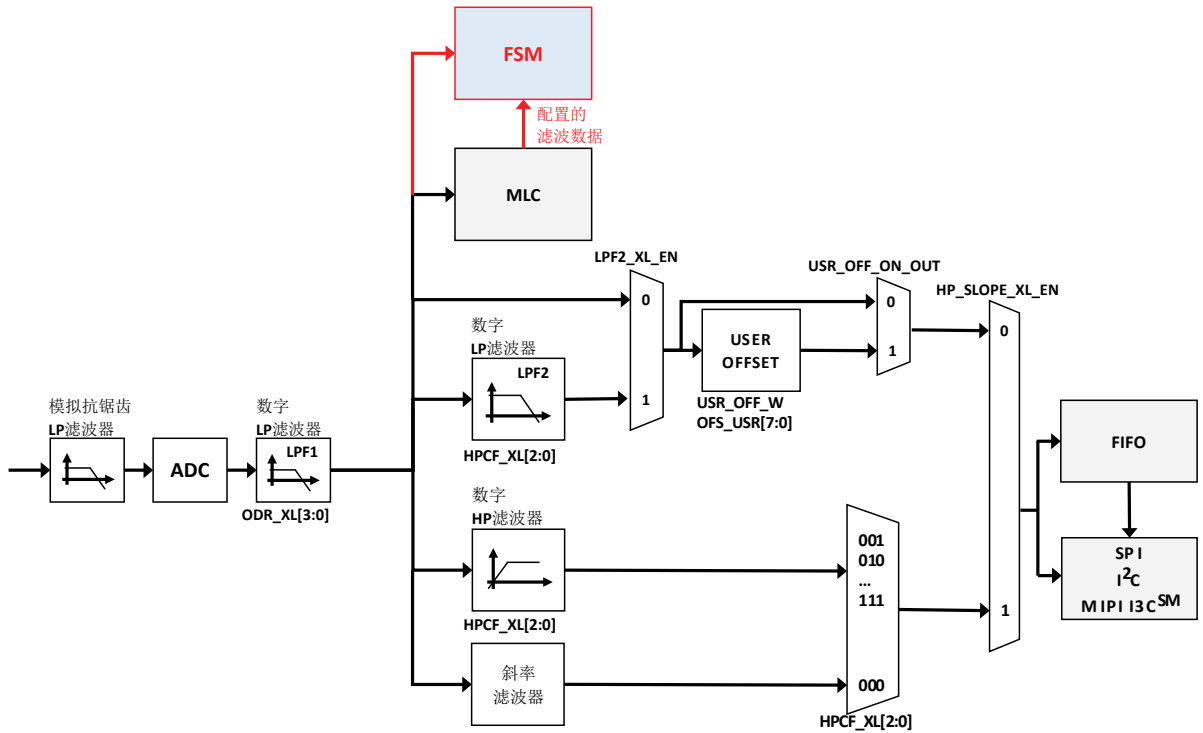 FSM
配置的
滤波数据
MLC
LPF2_XL_EN
0
1
USR_OFF_ON_OUT
0
1
HP_SLOPE_XL_EN
0
1
USER
OFFSET
USR_OFF_W
OFS_USR[7:0]
数字
LP滤波器
LPF2
HPCF_XL[2:0]
模拟抗锯齿
LP滤波器
ADC
数字
LP滤波器
LPF1
ODR_XL[3:0]
数字
HP滤波器
HPCF_XL[2:0]
斜率
滤波器
001
010
...
111
000
HPCF_XL[2:0]
FIFO
SPI
I²C
MIPI I3C SM